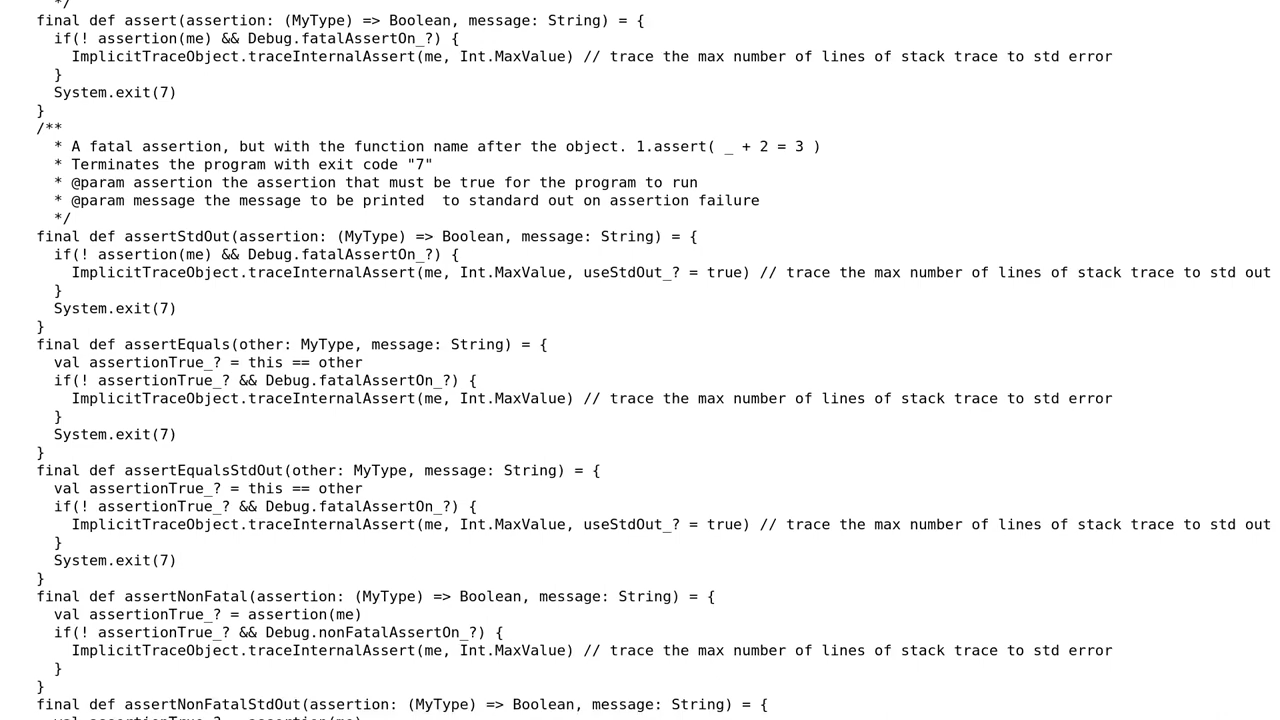 */
final def assert(assertion: (MyType) => Boolean, message: String) = {
  if(! assertion(me) && Debug.fatalAssertOn_?) {
    ImplicitTraceObject.traceInternalAssert(me, Int.MaxValue) // trace the max number of lines of stack trace to std error
  }
  System.exit(7)
}
/**
  * A fatal assertion, but with the function name after the object. 1.assert( _ + 2 = 3 )
  * Terminates the program with exit code "7"
  * @param assertion the assertion that must be true for the program to run
  * @param message the message to be printed  to standard out on assertion failure
  */
final def assertStdOut(assertion: (MyType) => Boolean, message: String) = {
  if(! assertion(me) && Debug.fatalAssertOn_?) {
    ImplicitTraceObject.traceInternalAssert(me, Int.MaxValue, useStdOut_? = true) // trace the max number of lines of stack trace to std out
  }
  System.exit(7)
}
final def assertEquals(other: MyType, message: String) = {
  val assertionTrue_? = this == other
  if(! assertionTrue_? && Debug.fatalAssertOn_?) {
    ImplicitTraceObject.traceInternalAssert(me, Int.MaxValue) // trace the max number of lines of stack trace to std error
  }
  System.exit(7)
}
final def assertEqualsStdOut(other: MyType, message: String) = {
  val assertionTrue_? = this == other
  if(! assertionTrue_? && Debug.fatalAssertOn_?) {
    ImplicitTraceObject.traceInternalAssert(me, Int.MaxValue, useStdOut_? = true) // trace the max number of lines of stack trace to std out
  }
  System.exit(7)
}
final def assertNonFatal(assertion: (MyType) => Boolean, message: String) = {
  val assertionTrue_? = assertion(me)
  if(! assertionTrue_? && Debug.nonFatalAssertOn_?) {
    ImplicitTraceObject.traceInternalAssert(me, Int.MaxValue) // trace the max number of lines of stack trace to std error
  }
}
final def assertNonFatalStdOut(assertion: (MyType) => Boolean, message: String) = {
  val assertionTrue_? = assertion(me)